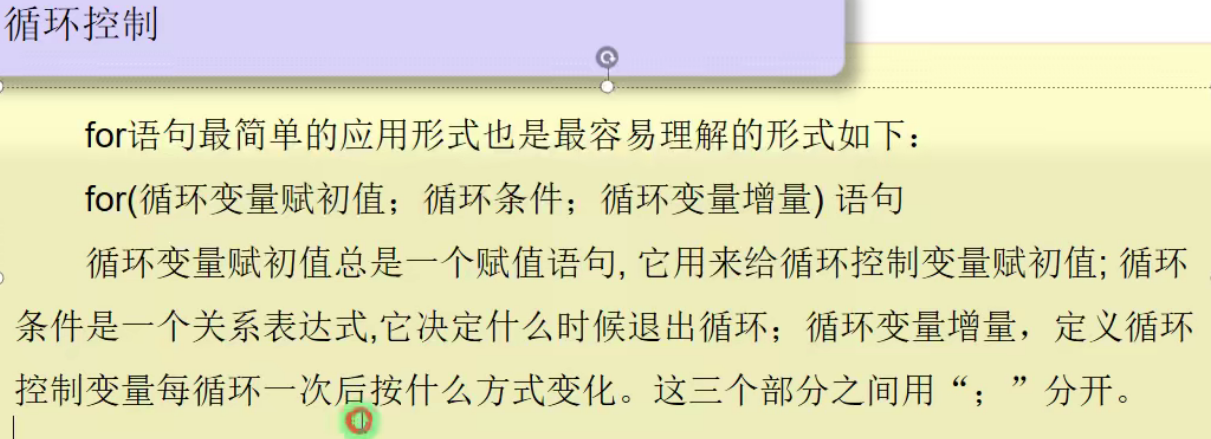 循环控制
for语句最简单的应用形式也是最容易理解的形式如下：
for(循环变量赋初值；循环条件；循环变量增量) 语句
循环变量赋初值总是一个赋值语句, 它用来给循环控制变量赋初值; 循环
条件是一个关系表达式,它决定什么时候退出循环；循环变量增量，定义循环
控制变量每循环一次后按什么方式变化。这三个部分之间用“；”分开。